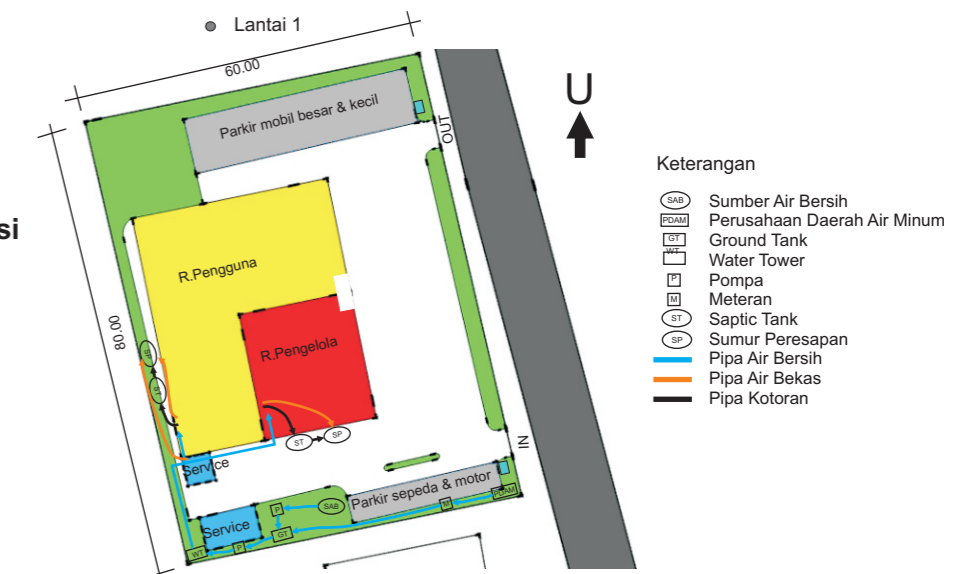 Lantai 1
60.00
80.00
si
U
OUT
IN
Parkir mobil besar & kecil
R.Pengguna
R.Pengelola
SP
ST
ST
SP
Service
Service
Parkir sepeda & motor
PDAM
M
SAB
P
GT
P
WT
Keterangan
SAB Sumber Air Bersih
PDAM Perusahaan Daerah Air Minum
GT Ground Tank
WT Water Tower
P Pompa
M Meteran
ST Saptic Tank
SP Sumur Peresapan
Pipa Air Bersih
Pipa Air Bekas
Pipa Kotoran